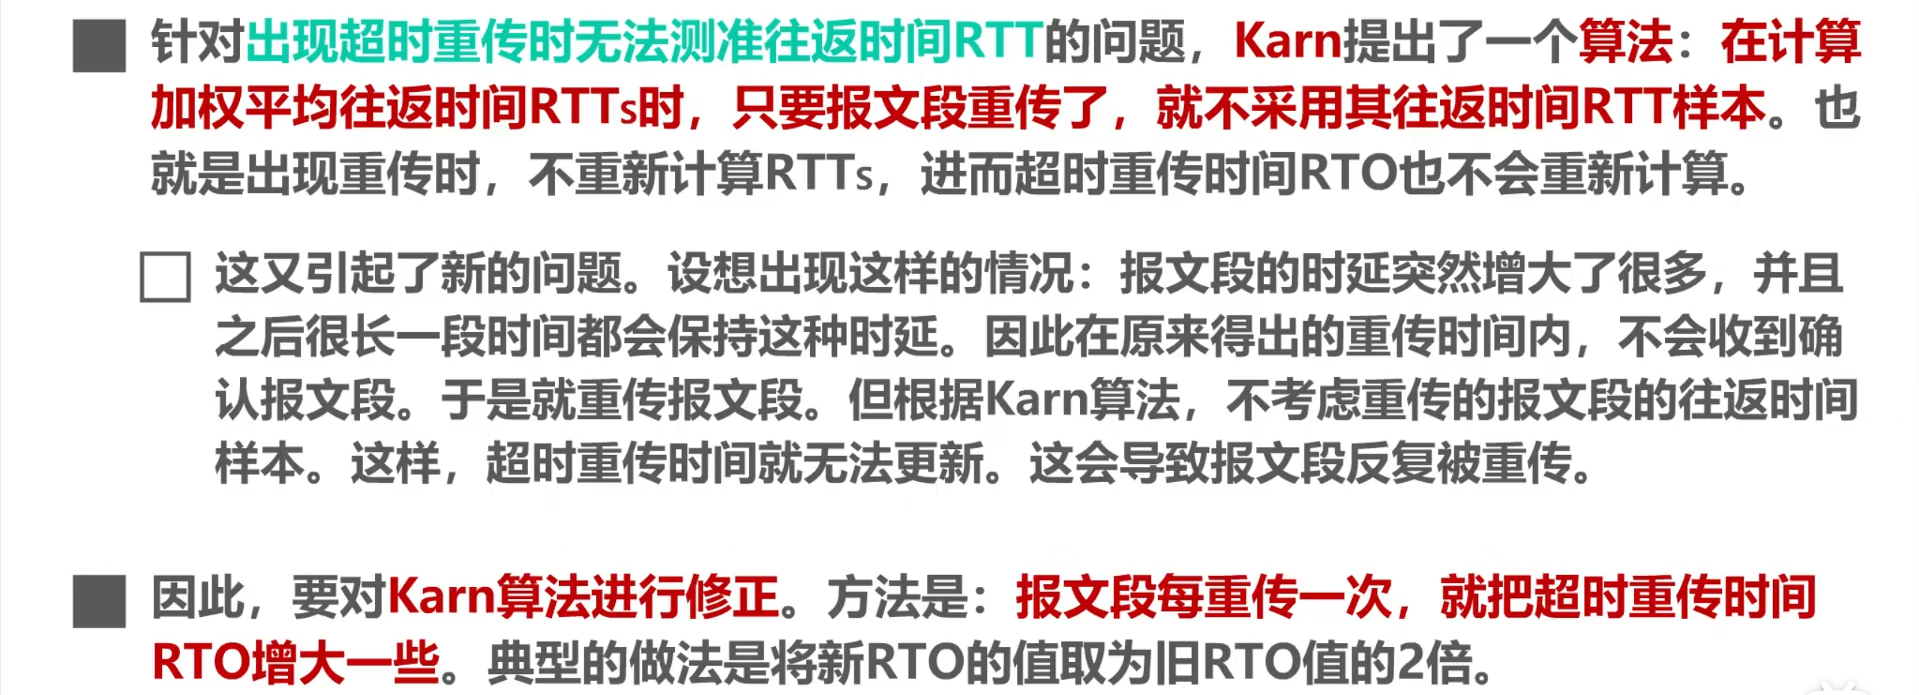 针对出现超时重传时无法测准往返时间RTT的问题，Karn提出了一个算法：在计算
加权平均往返时间RTTs时，只要报文段重传了，就不采用其往返时间RTT样本。也
就是出现重传时，不重新计算RTTs，进而超时重传时间RTO也不会重新计算。
这又引起了新的问题。设想出现这样的情况：报文段的时延突然增大了很多，并且
之后很长一段时间都会保持这种时延。因此在原来得出的重传时间内，不会收到确
认报文段。于是就重传报文段。但根据Karn算法，不考虑重传的报文段的往返时间
样本。这样，超时重传时间就无法更新。这会导致报文段反复被重传。
因此，要对Karn算法进行修正。方法是：报文段每重传一次，就把超时重传时间
RTO增大一些。典型的做法是将新RTO的值取为旧RTO值的2倍。